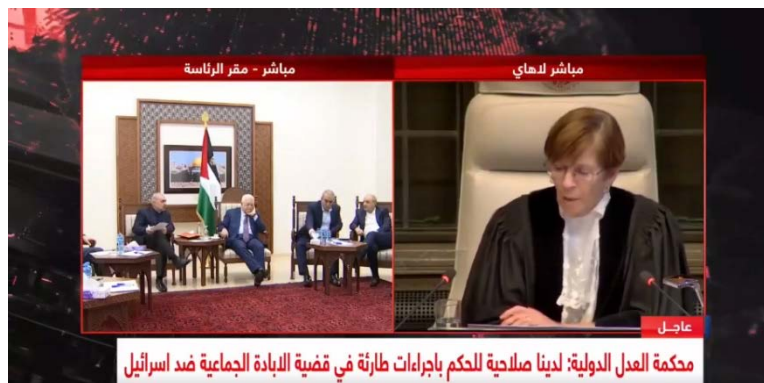 مباشر - مقر الرئاسة
مباشر لاهاي
عاجل
محكمة العدل الدولية: لدينا صلاحية للحكم باجراءات طارئة في قضية الابادة الجماعية ضد اسرائيل